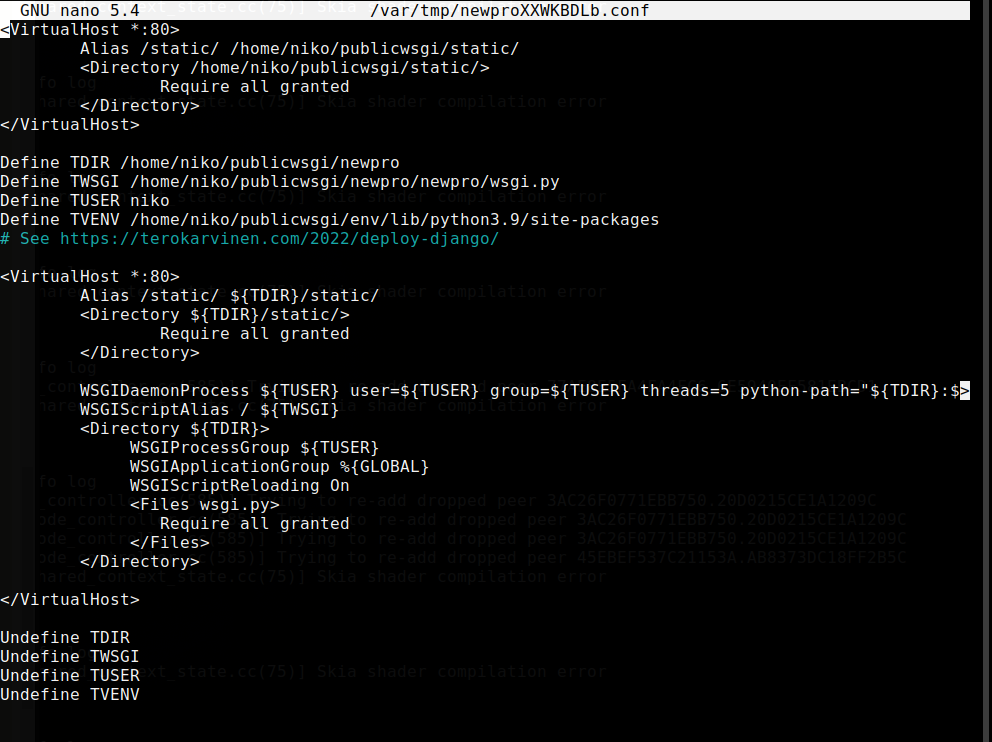 GNU nano 5.4 /var/tmp/newproXXWKBDLb.conf
<VirtualHost *:80>
        Alias /static/ /home/niko/publicwsgi/static/
        <Directory /home/niko/publicwsgi/static/>
                Require all granted
        </Directory>
</VirtualHost>

Define TDIR /home/niko/publicwsgi/newpro
Define TWSGI /home/niko/publicwsgi/newpro/newpro/wsgi.py
Define TUSER niko
Define TVENV /home/niko/publicwsgi/env/lib/python3.9/site-packages
# See https://terokarvinen.com/2022/deploy-django/

<VirtualHost *:80>
        Alias /static/ ${TDIR}/static/
        <Directory ${TDIR}/static/>
                Require all granted
        </Directory>

        WSGIDaemonProcess ${TUSER} user=${TUSER} group=${TUSER} threads=5 python-path="${TDIR}:$>
        WSGIScriptAlias / ${TWSGI}
        <Directory ${TDIR}>
             WSGIProcessGroup ${TUSER}
             WSGIApplicationGroup %{GLOBAL}
             WSGIScriptReloading On
             <Files wsgi.py>
                Require all granted
             </Files>
        </Directory>

</VirtualHost>

Undefine TDIR
Undefine TWSGI
Undefine TUSER
Undefine TVENV